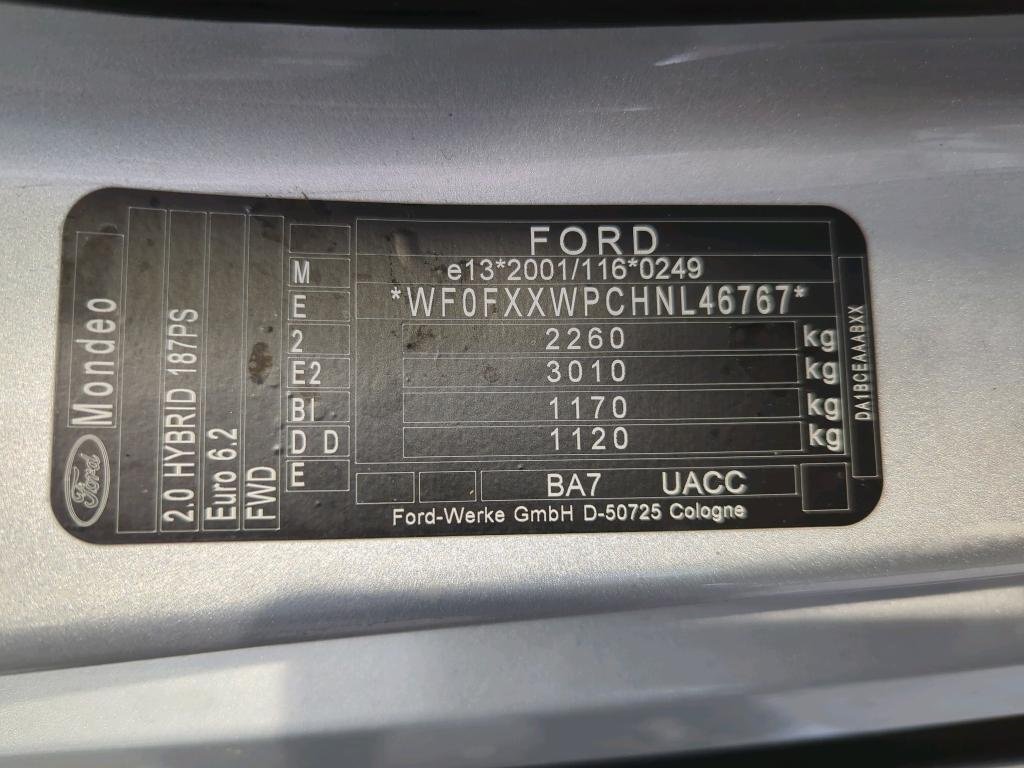 Ford
Mondeo
2.0 HYBRID 187PS
Euro 6.2
FWD
FORD
M e13*2001/116*0249
E *WF0FXXWPCHNL46767*
2 2260 kg
E2 3010 kg
BI 1170 kg
D D 1120 kg
E BA7 UACC
Ford-Werke GmbH D-50725 Cologne
DA1BCEAAABXX